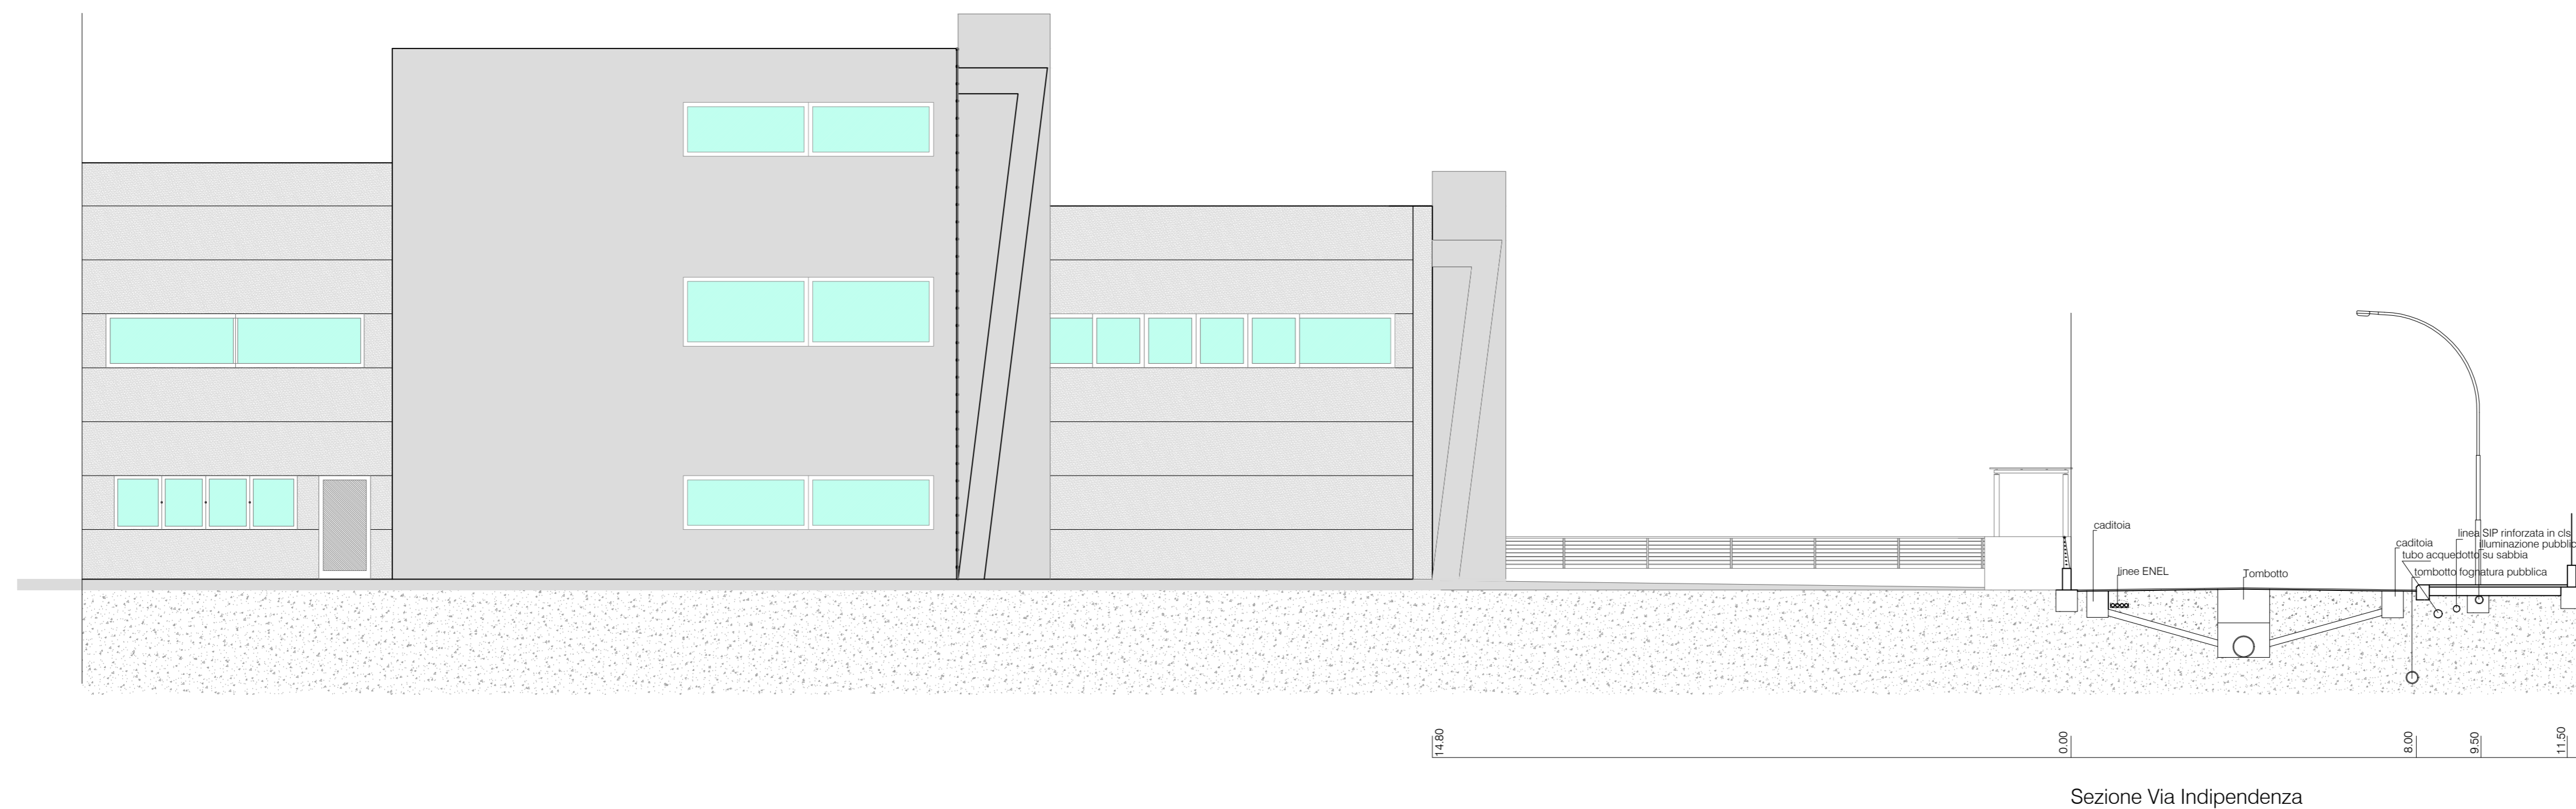 caditoia
linea SIP rinforzata in cls
caditoia
illuminazione pubblic
tubo acquedotto su sabbia
linee ENEL
Tombotto
tombotto fognatura pubblica
14.80
0.00
8.00
9.50
11.50
Sezione Via Indipendenza